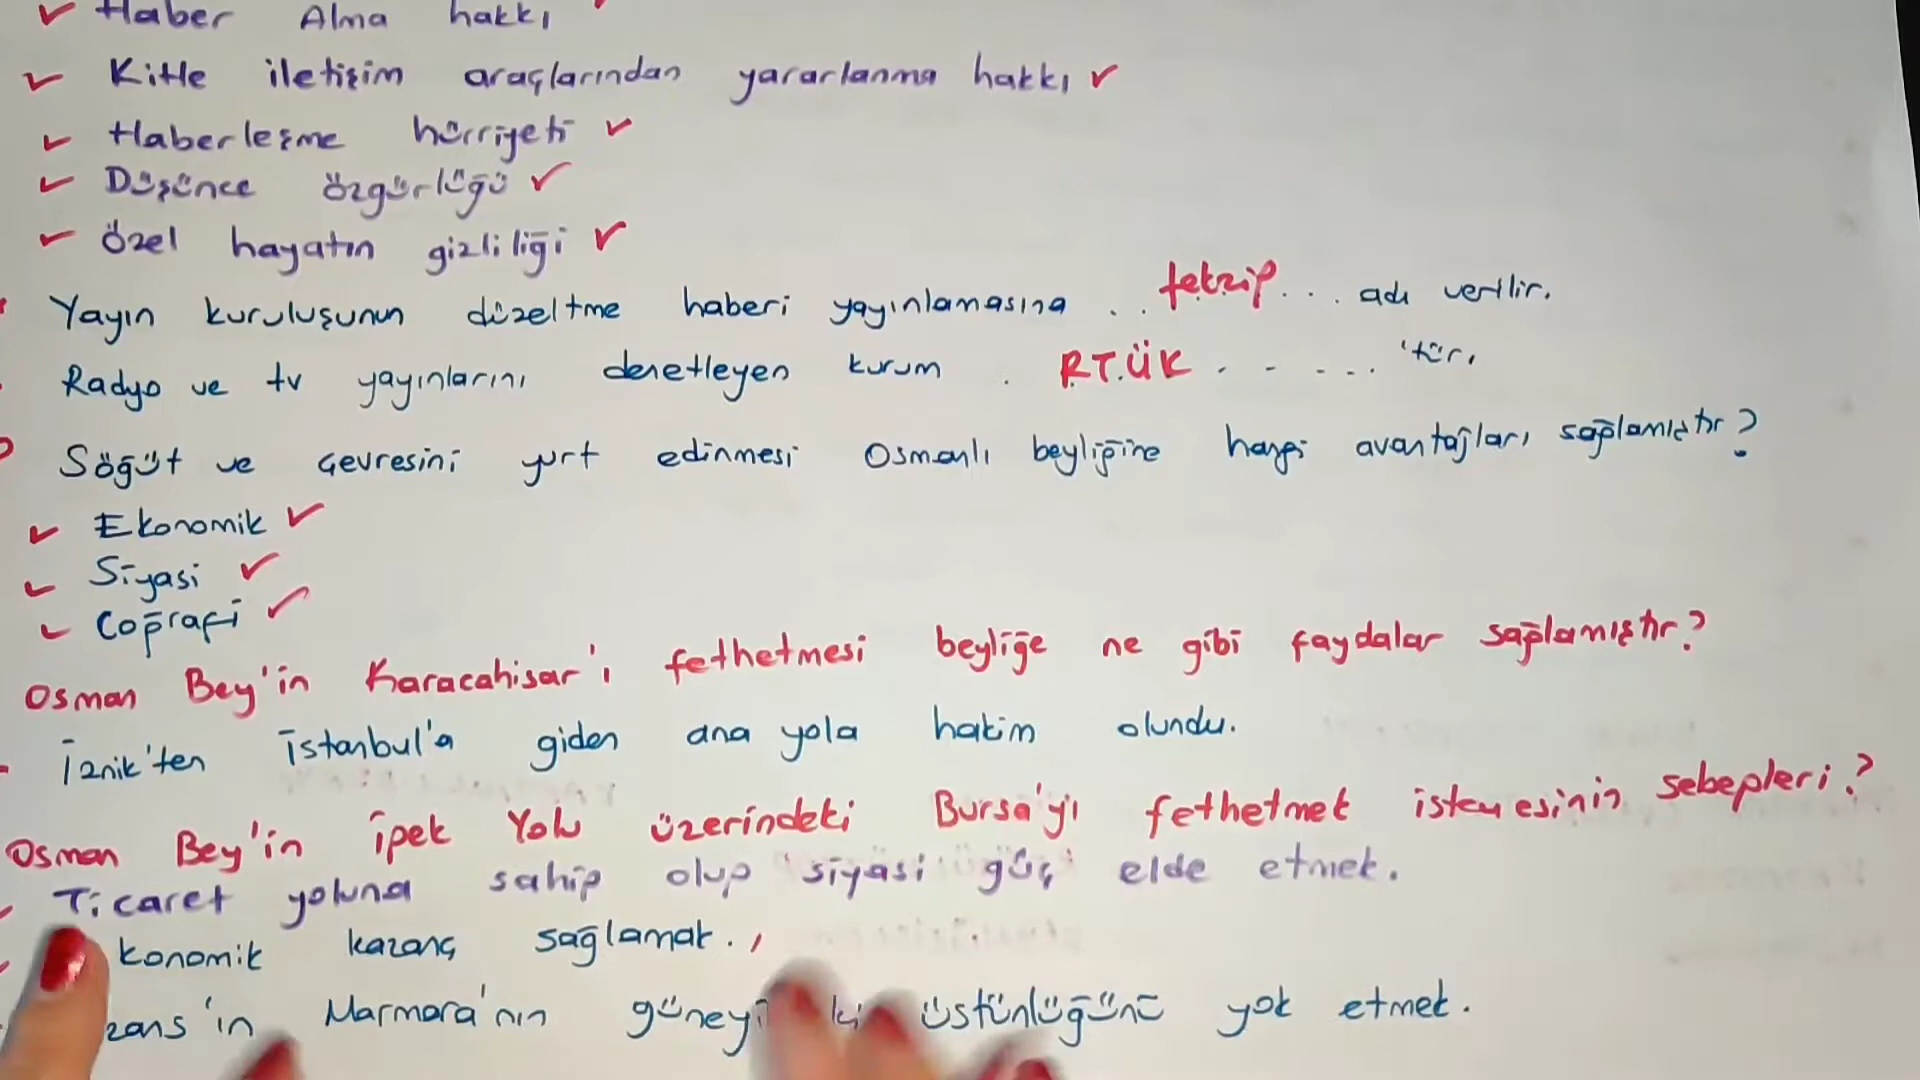 Haber Alma hakkı
Kitle iletişim araçlarından yararlanma hakkı
Haberleşme hürriyeti
Düşünce özgürlüğü
Özel hayatın gizliliği
Yayın kuruluşunun düzeltme haberi yayınlamasına .. tekzip... adı verilir.
Radyo ve tv yayınlarını denetleyen kurum . RTÜK . - ... 'tür.
Söğüt ve çevresini yurt edinmesi Osmanlı beyliğine hangi avantajları sağlamıştır?
Ekonomik
Siyasi
Coğrafi
Osman Bey'in Karacahisar'ı fethetmesi beyliğe ne gibi faydalar sağlamıştır?
İznik'ten İstanbul'a giden ana yola hakim olundu.
Osman Bey'in İpek Yolu üzerindeki Bursa'yı fethetmek istemesinin sebepleri?
Ticaret yoluna sahip olup siyasi güç elde etmek.
konomik kazanç sağlamak.
zans'ın Marmara'nın güneyi ki üstünlüğünü yok etmek.